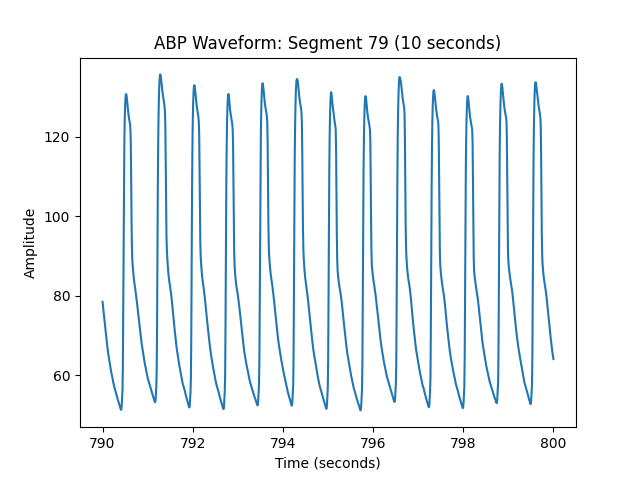 ABP Waveform: Segment 79 (10 seconds)
Amplitude
120
100
80
60
790 792 794 796 798 800
Time (seconds)